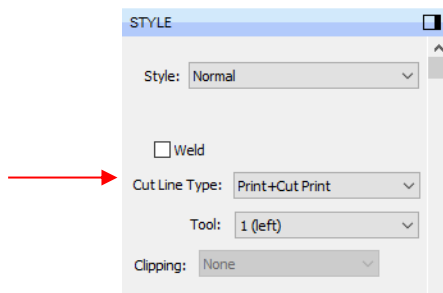 STYLE
Style: Normal
Weld
Cut Line Type: Print+Cut Print
Tool: 1 (left)
Clipping: None